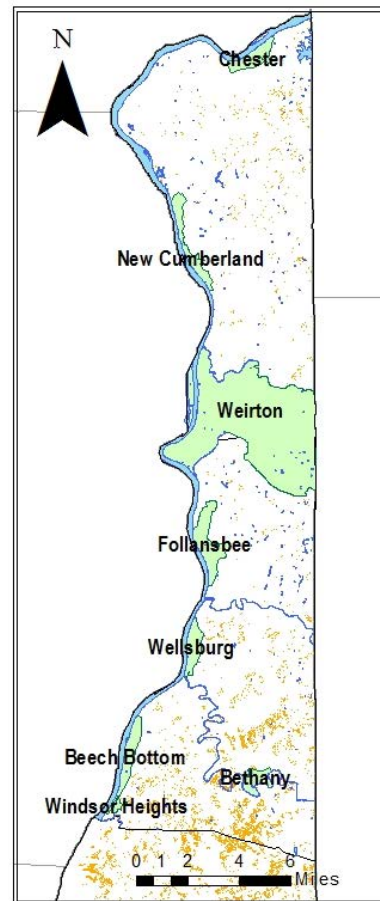 N
Chester
New Cumberland
Weirton
Follansbee
Wellsburg
Beech Bottom
Bethany
Windsor Heights
0 1 2 4 6
Miles